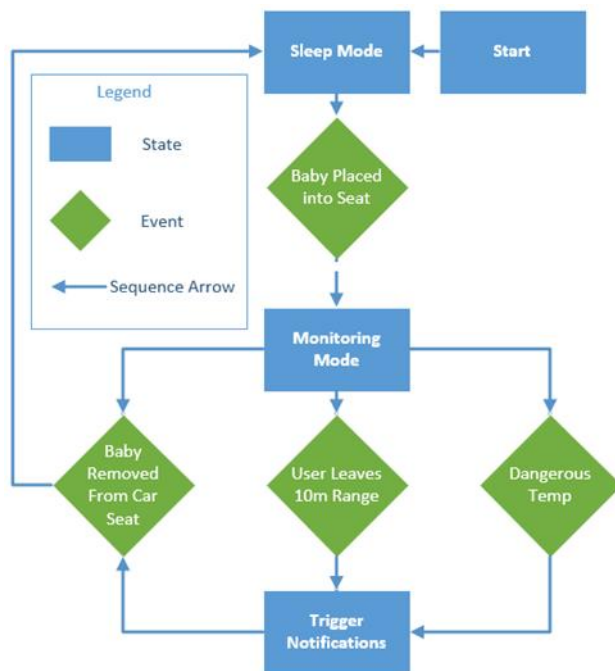 Sleep Mode
Start
Legend
State
Event
Sequence Arrow
Baby Placed
into Seat
Monitoring
Mode
Baby
Removed
From Car
Seat
User Leaves
10m Range
Dangerous
Temp
Trigger
Notifications